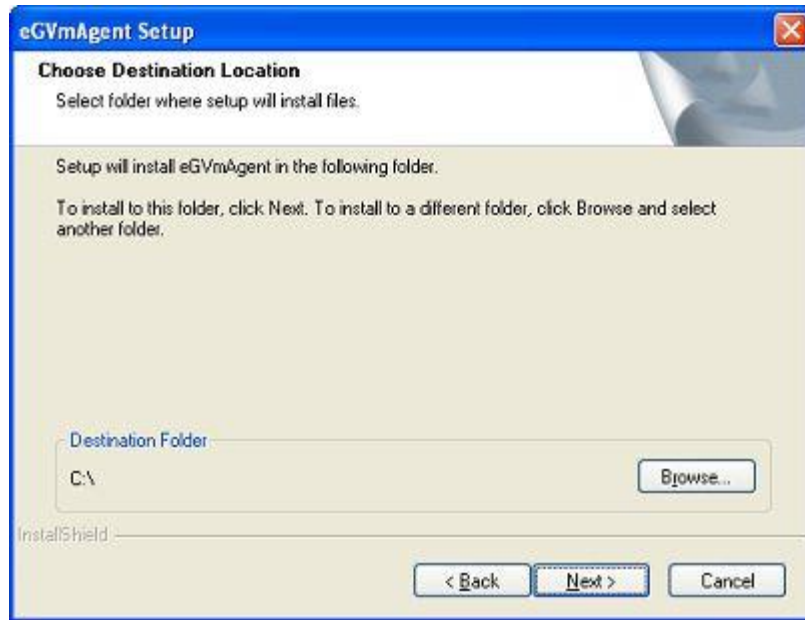 eGVmAgent Setup
Choose Destination Location
Select folder where setup will install files.
Setup will install eGVmAgent in the following folder.
To install to this folder, click Next. To install to a different folder, click Browse and select
another folder.
Destination Folder
C:\
Browse...
InstallShield
< Back
Next >
Cancel